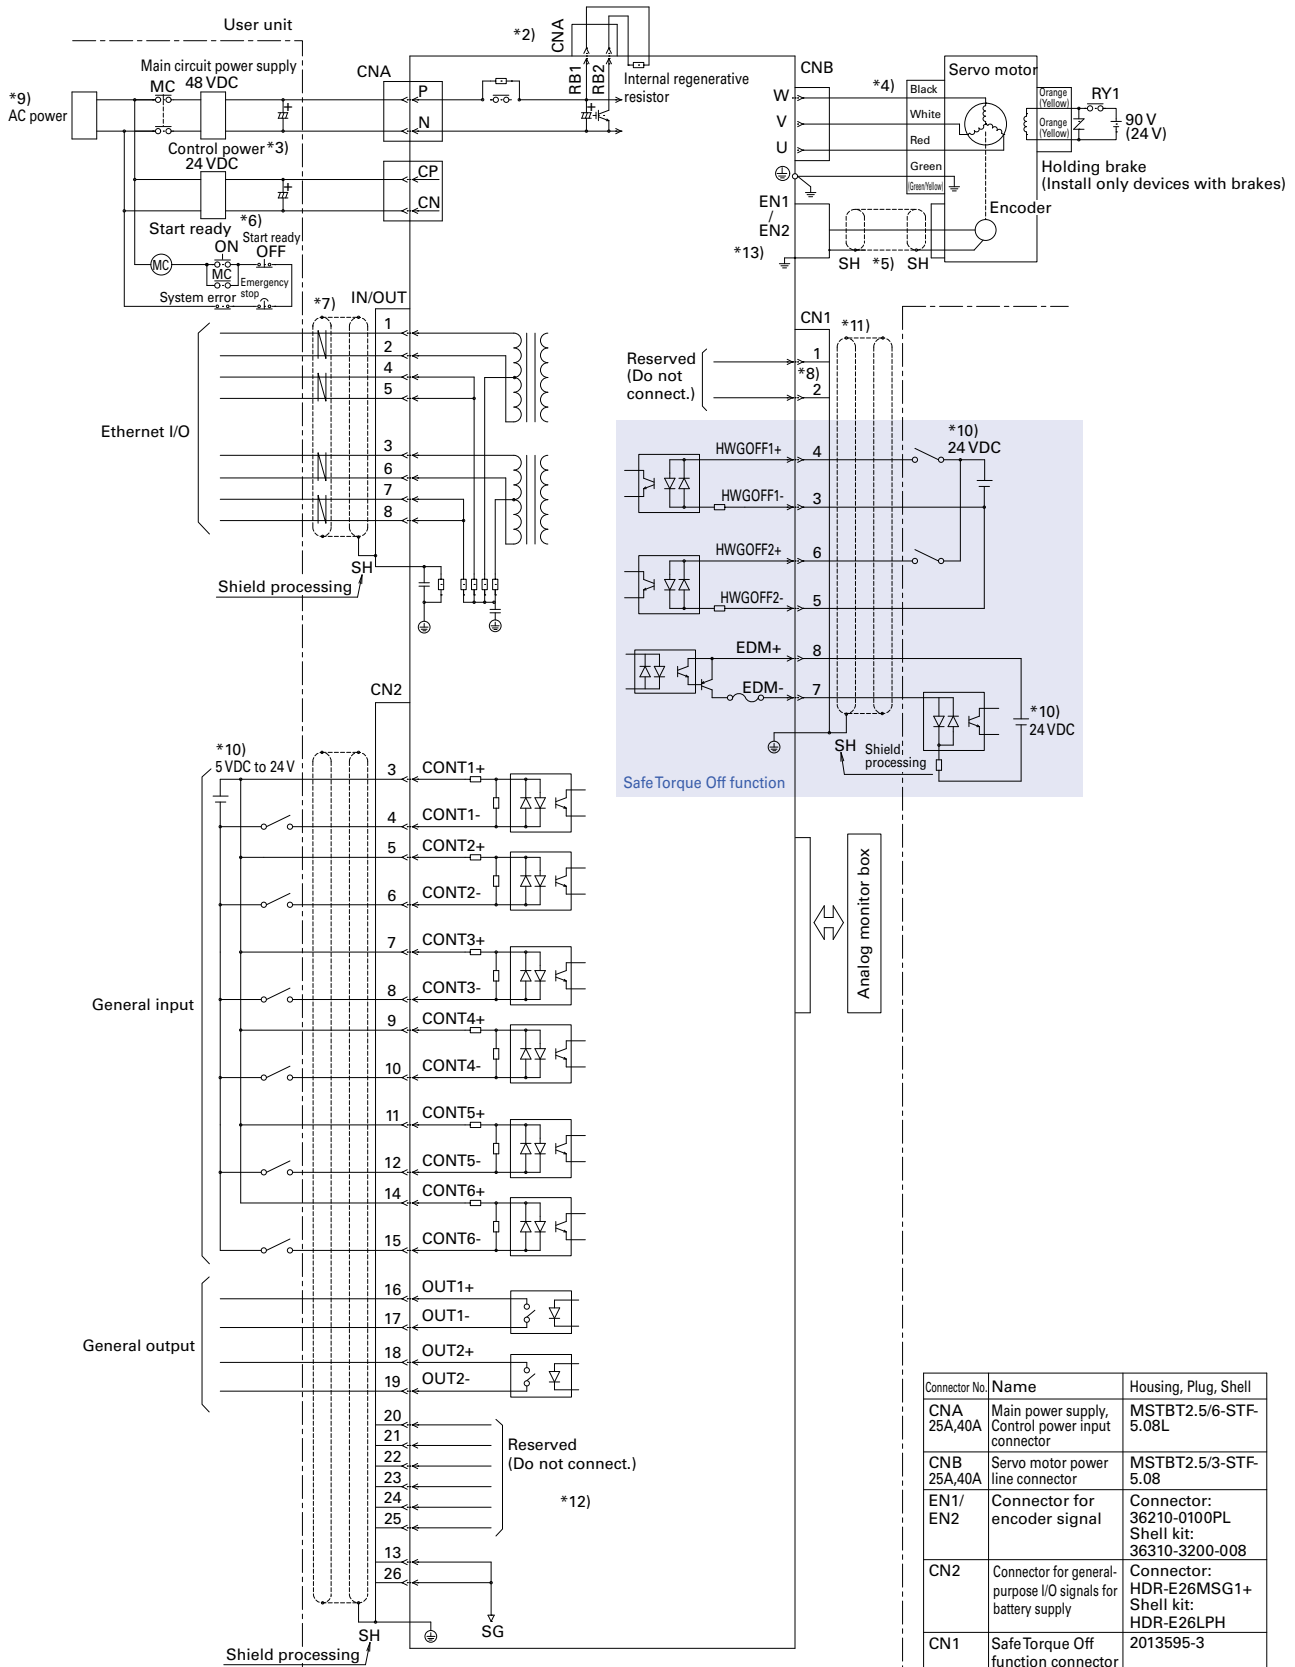 User unit
*9)
AC power
Main circuit power supply
48 VDC
MC
Control power *3)
24 VDC
Start ready
*6)
ON
Start ready
OFF
MC
MC
Emergency
stop
System error
CNA
P
N
CP
CN
*2)
CNA
RB1
RB2
Internal regenerative
resistor
CNB
W
V
U
*4)
Black
White
Red
Green
(Green/Yellow)
Servo motor
Orange
(Yellow)
Orange
(Yellow)
RY1
90 V
(24 V)
Holding brake
(Install only devices with brakes)
Encoder
EN1
/
EN2
*13)
SH
*5)
SH
*7)
IN/OUT
1
2
4
5
3
6
7
8
Ethernet I/O
SH
Shield processing
CN1
*11)
Reserved
(Do not
connect.)
1
*8)
2
HWGOFF1+
4
HWGOFF1-
3
HWGOFF2+
6
HWGOFF2-
5
EDM+
8
EDM-
7
*10)
24 VDC
*10)
24 VDC
SH
Shield
processing
Safe Torque Off function
Analog monitor box
CN2
*10)
5 VDC to 24 V
General input
3 CONT1+
4 CONT1-
5 CONT2+
6 CONT2-
7 CONT3+
8 CONT3-
9 CONT4+
10 CONT4-
11 CONT5+
12 CONT5-
14 CONT6+
15 CONT6-
General output
16 OUT1+
17 OUT1-
18 OUT2+
19 OUT2-
20
21
22
23
24
25
Reserved
(Do not connect.)
*12)
13
26
SG
SH
Shield processing
Connector No. Name Housing, Plug, Shell
CNA
25A,40A
Main power supply,
Control power input
connector
MSTBT2.5/6-STF-
5.08L
CNB
25A,40A
Servo motor power
line connector
MSTBT2.5/3-STF-
5.08
EN1/
EN2
Connector for
encoder signal
Connector:
36210-0100PL
Shell kit:
36310-3200-008
CN2
Connector for general-
purpose I/O signals for
battery supply
Connector:
HDR-E26MSG1+
Shell kit:
HDR-E26LPH
CN1
Safe Torque Off
function connector
2013595-3